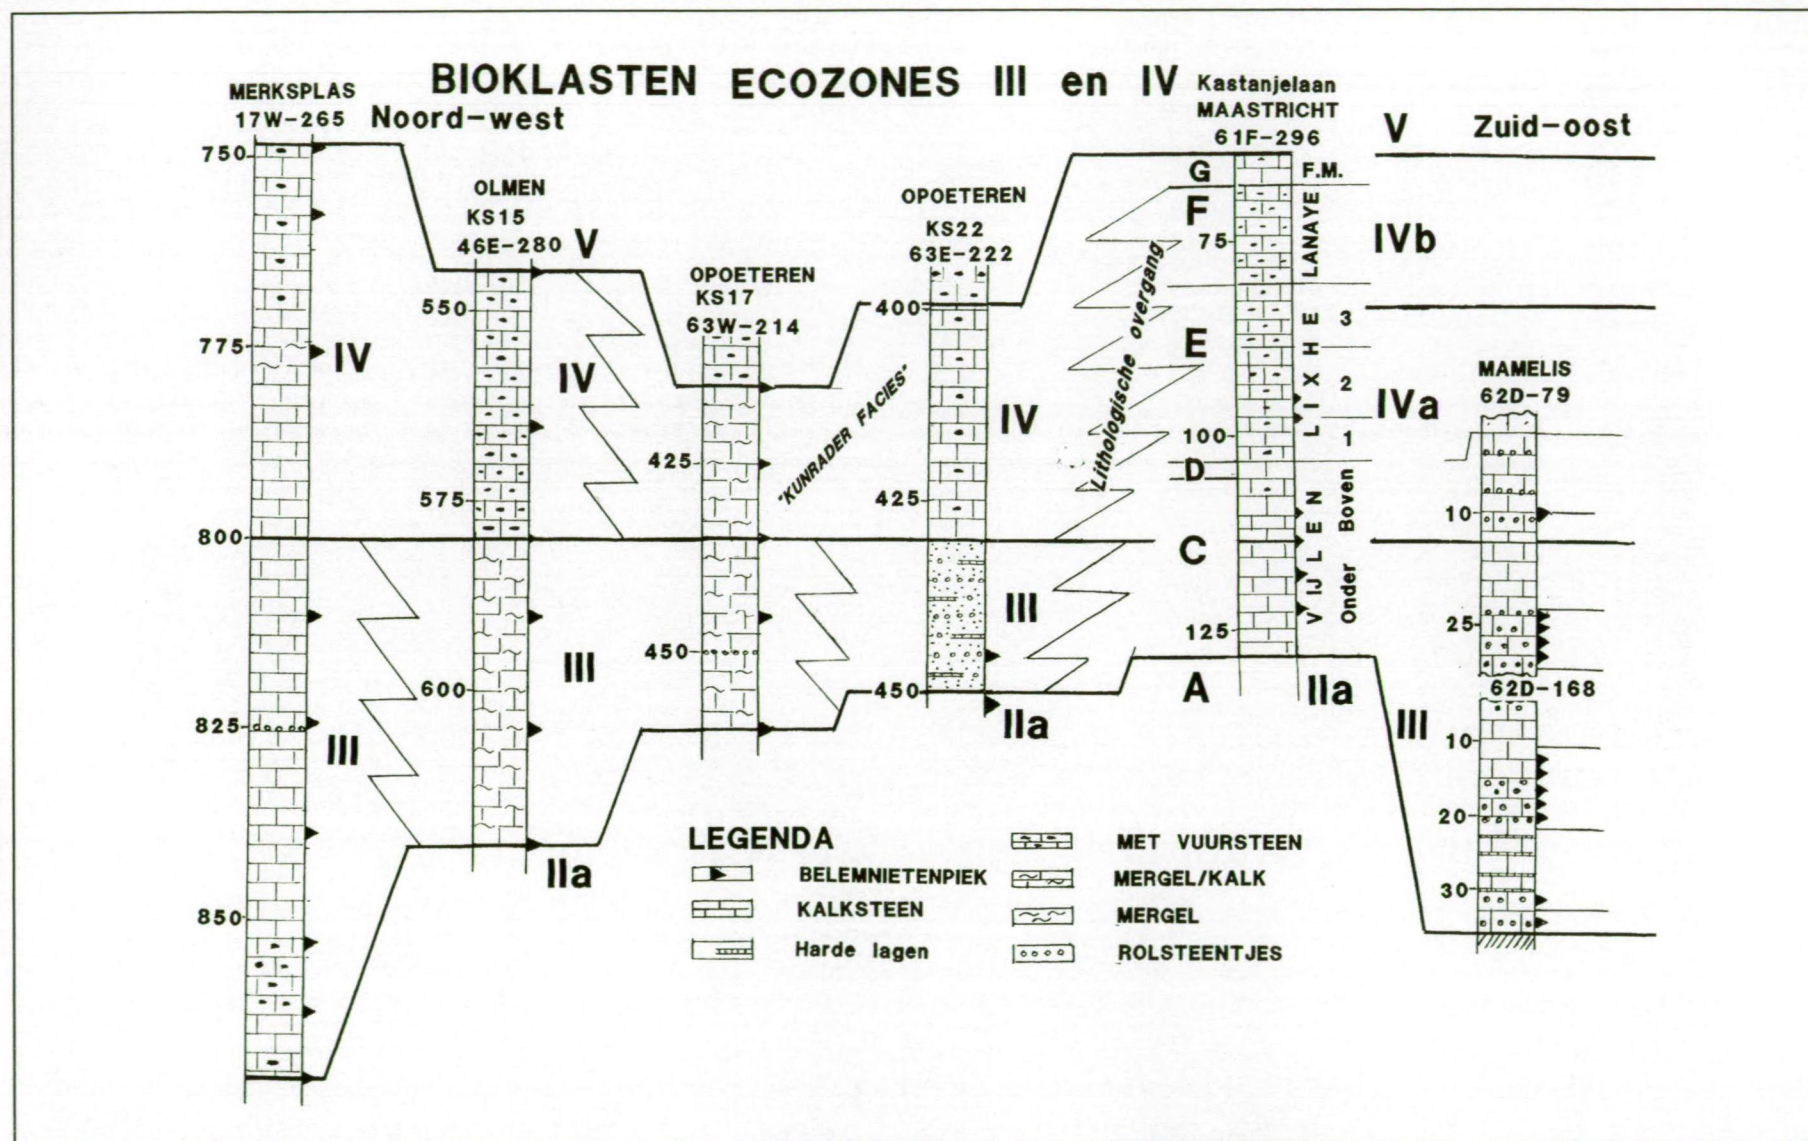 BIOKLASTEN ECOZONES III en IV
MERKSPLAS
17W-265
Noord-west
750
775
800
825
850
IV
III
OLMEN
KS15
46E-280
V
550
575
600
IV
III
IIa
OPOETEREN
KS17
63W-214
425
450
"KUNRADER FACIES"
OPOETEREN
KS22
63E-222
400
425
450
IV
III
IIa
Lithologische overgang
Kastanjelaan
MAASTRICHT
61F-296
G
F
E
D
C
A
75
100
125
F.M.
LANAYE
LIXHE
3
2
1
VIJLEN
Boven
Onder
IIa
V
Zuid-oost
IVb
IVa
III
MAMELIS
62D-79
10
25
62D-168
10
20
30
LEGENDA
BELEMNIETENPIEK
KALKSTEEN
Harde lagen
MET VUURSTEEN
MERGEL/KALK
MERGEL
ROLSTEENTJES